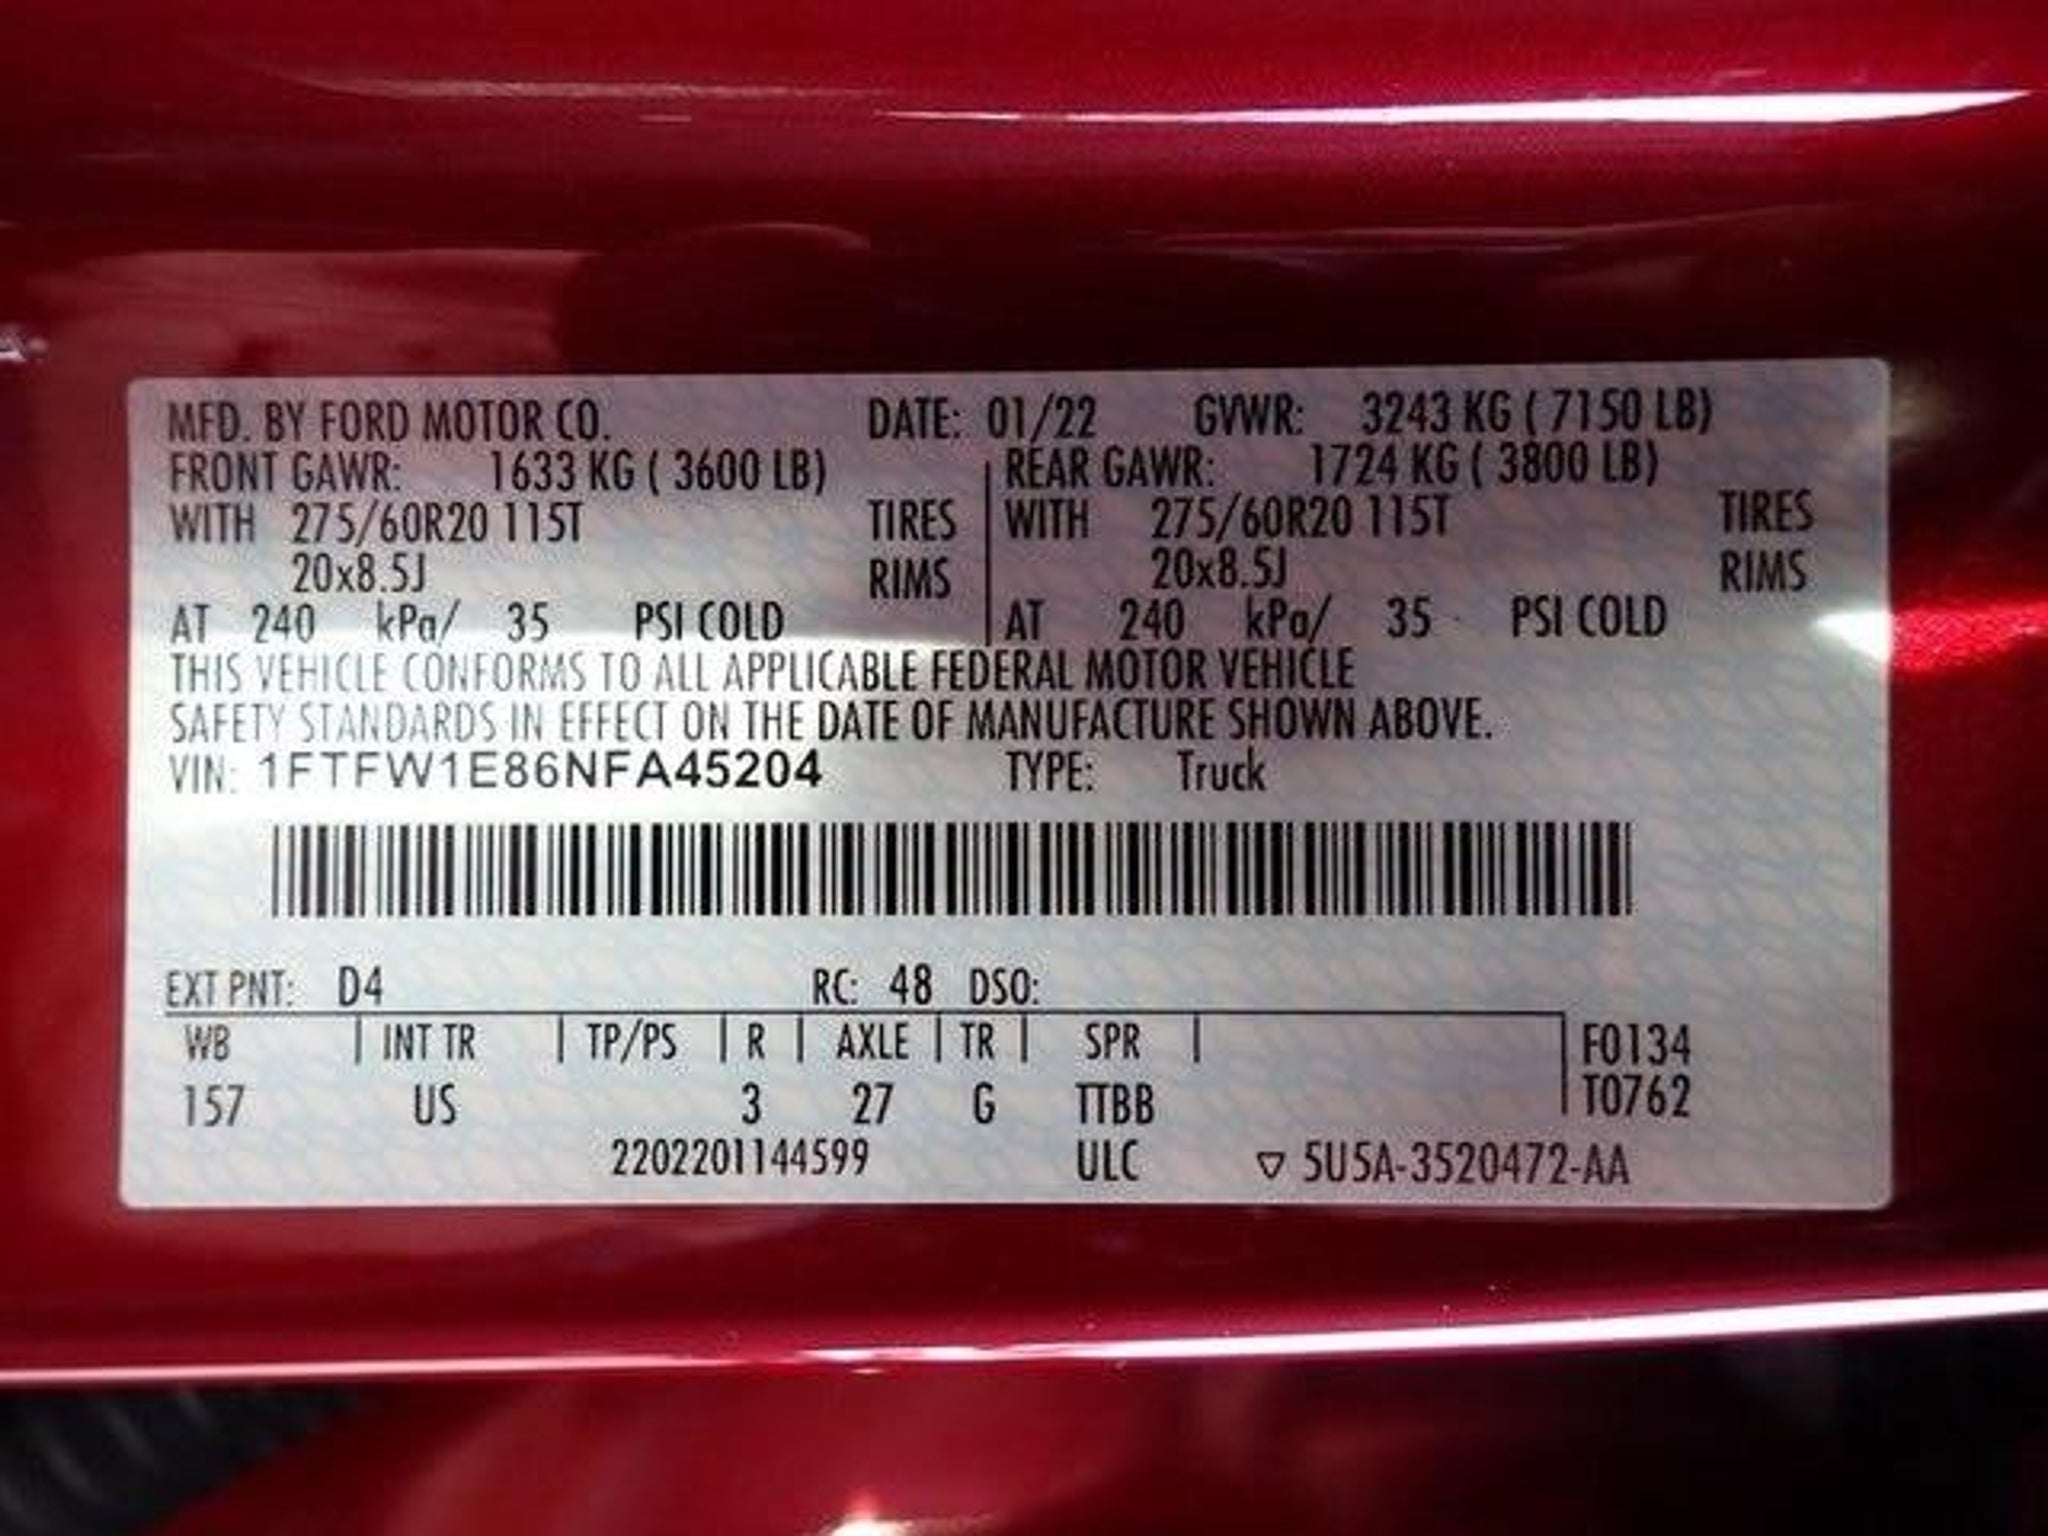 MFD. BY FORD MOTOR CO. DATE: 01/22 GVWR: 3243 KG ( 7150 LB)
FRONT GAWR: 1633 KG ( 3600 LB) REAR GAWR: 1724 KG ( 3800 LB)
WITH 275/60R20 115T TIRES WITH 275/60R20 115T TIRES
20x8.5J RIMS 20x8.5J RIMS
AT 240 kPa/ 35 PSI COLD AT 240 kPa/ 35 PSI COLD
THIS VEHICLE CONFORMS TO ALL APPLICABLE FEDERAL MOTOR VEHICLE
SAFETY STANDARDS IN EFFECT ON THE DATE OF MANUFACTURE SHOWN ABOVE.
VIN: 1FTFW1E86NFA45204 TYPE: Truck
EXT PNT: D4 RC: 48 DSO:
WB INT TR TP/PS R AXLE TR SPR F0134
157 US 3 27 G TTBB T0762
2202201144599 ULC ▽ 5U5A-3520472-AA